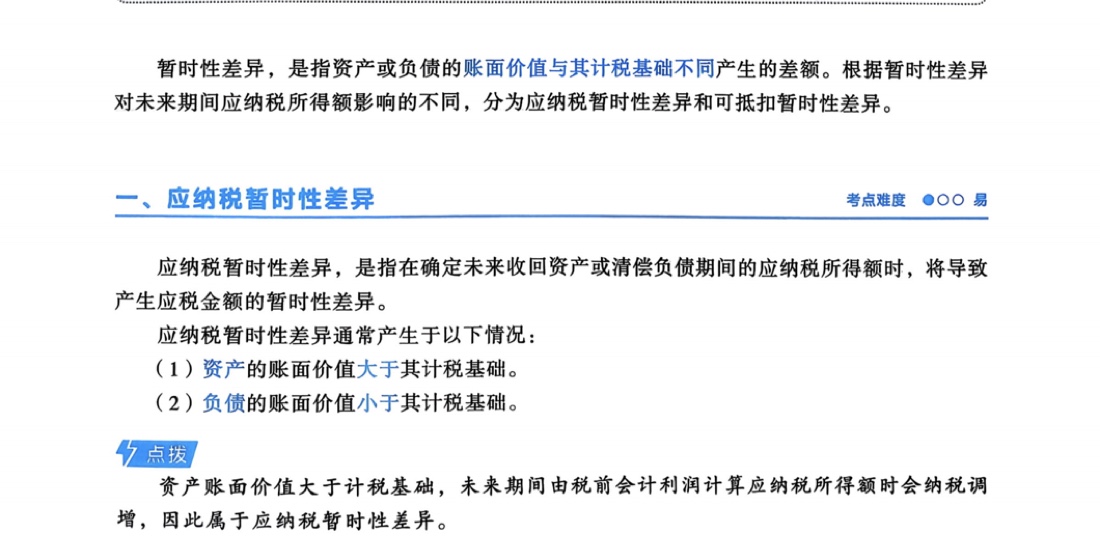 暂时性差异，是指资产或负债的账面价值与其计税基础不同产生的差额。根据暂时性差异
对未来期间应纳税所得额影响的不同，分为应纳税暂时性差异和可抵扣暂时性差异。
一、应纳税暂时性差异
考点难度 ●○○ 易
应纳税暂时性差异，是指在确定未来收回资产或清偿负债期间的应纳税所得额时，将导致
产生应税金额的暂时性差异。
应纳税暂时性差异通常产生于以下情况：
（1）资产的账面价值大于其计税基础。
（2）负债的账面价值小于其计税基础。
点拨
资产账面价值大于计税基础，未来期间由税前会计利润计算应纳税所得额时会纳税调
增，因此属于应纳税暂时性差异。